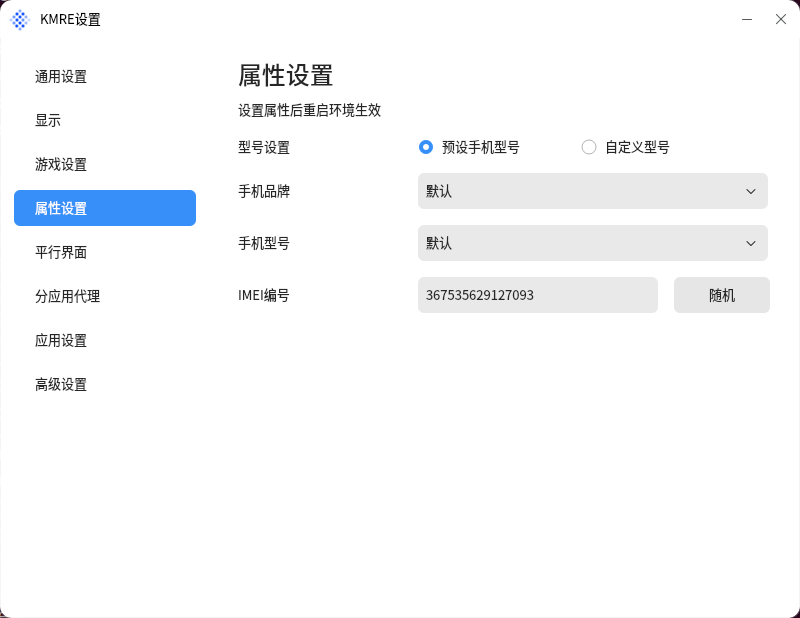 KMRE设置
通用设置
显示
游戏设置
属性设置
平行界面
分应用代理
应用设置
高级设置
属性设置
设置属性后重启环境生效
型号设置 预设手机型号 自定义型号
手机品牌 默认
手机型号 默认
IMEI编号 367535629127093 随机